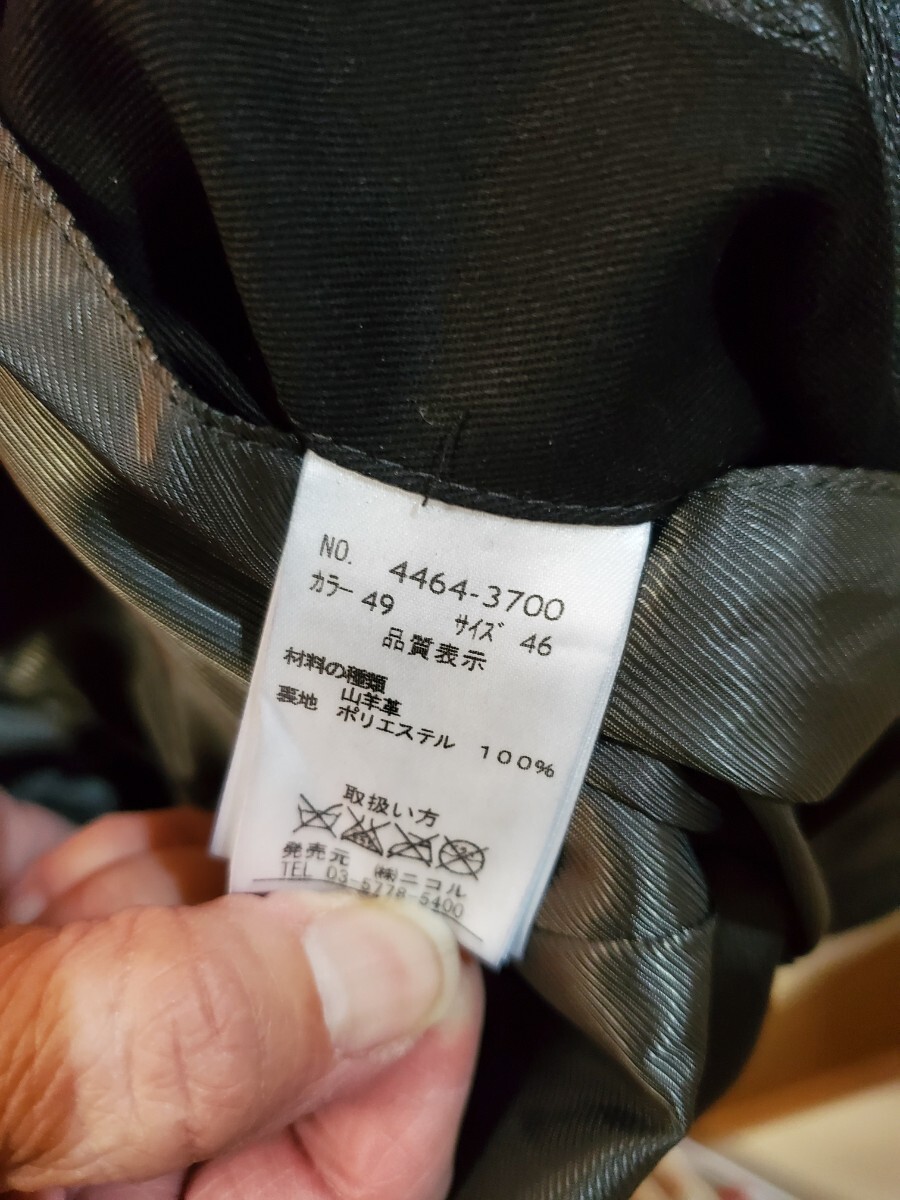 NO. 4464-3700
カラー 49 サイズ 46
品質表示
材料の種類
山羊革
裏地 ポリエステル 100%
取扱い方
発売元 ㈱ニコル
TEL 03-5778-5400